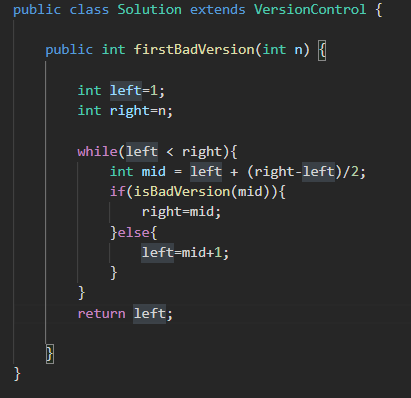 public class Solution extends VersionControl {
public int firstBadVersion(int n) {
int left=1;
int right=n;
while(left < right){
int mid = left + (right-left)/2;
if(isBadVersion(mid)){
right=mid;
}else{
left=mid+1;
}
}
return left;
}
}